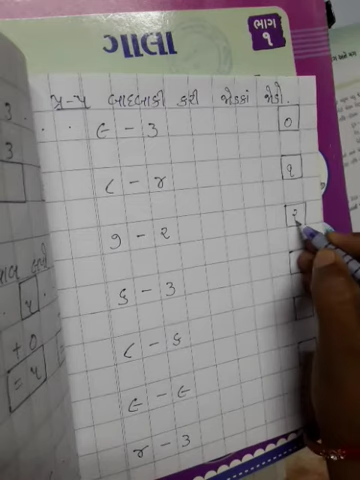 ગાલા
ભાગ
૧
પ્ર-૫ બાદબાકી કરી જોડકાં જોડો.
૯ - ૩ ૦
૮ - ૪ ૧
૭ - ૨ ૨
૬ - ૩
૮ - ૬
૯ - ૯
૪ - ૩
૩
૩
૫
+ ૦
= ૫